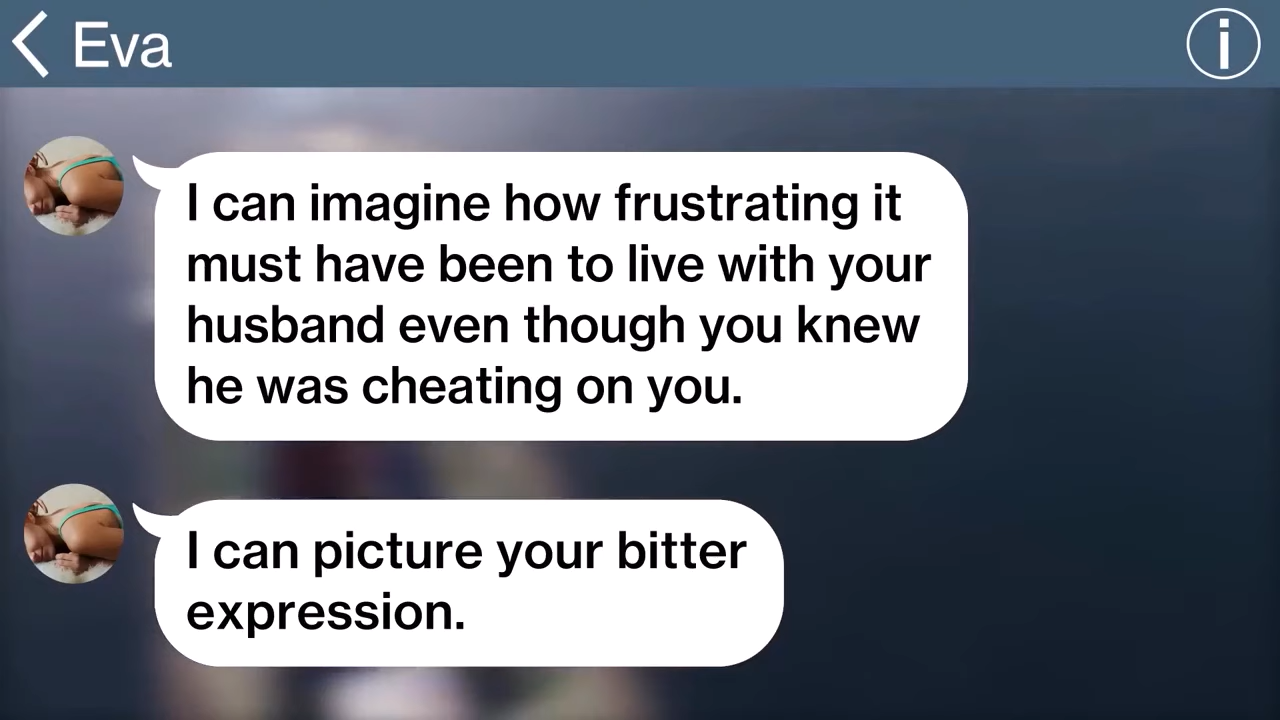 Eva
i
I can imagine how frustrating it
must have been to live with your
husband even though you knew
he was cheating on you.
I can picture your bitter
expression.